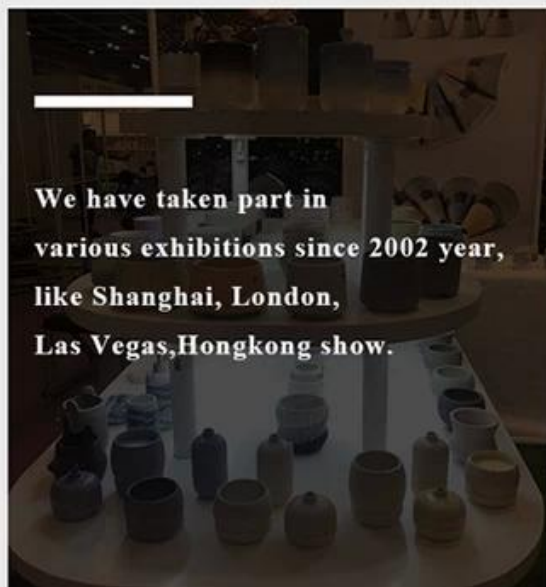 We have taken part in
various exhibitions since 2002 year,
like Shanghai, London,
Las Vegas,Hongkong show.